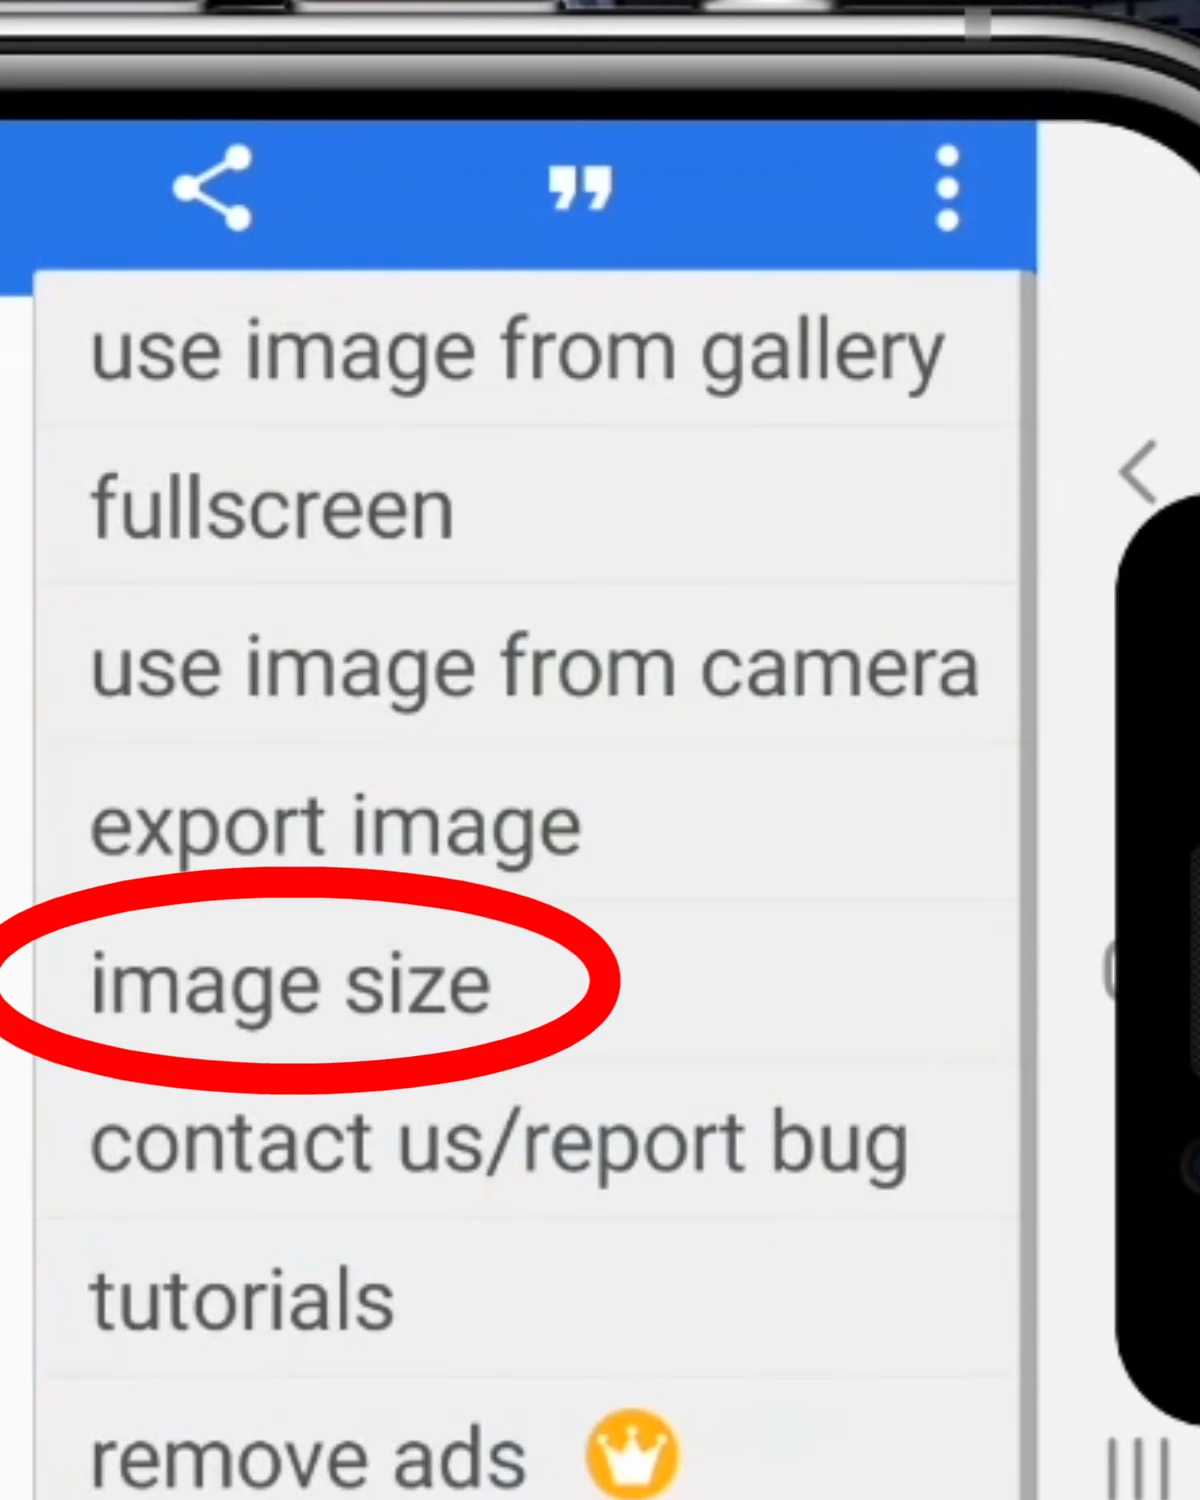 use image from gallery
fullscreen
use image from camera
export image
image size
contact us/report bug
tutorials
remove ads